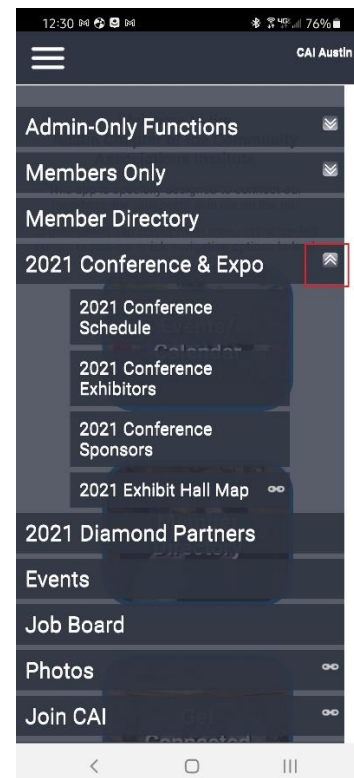 12:30 76%
CAI Austin
Admin-Only Functions
Members Only
Member Directory
2021 Conference & Expo
2021 Conference
Schedule
2021 Conference
Exhibitors
2021 Conference
Sponsors
2021 Exhibit Hall Map
2021 Diamond Partners
Events
Job Board
Photos
Join CAI